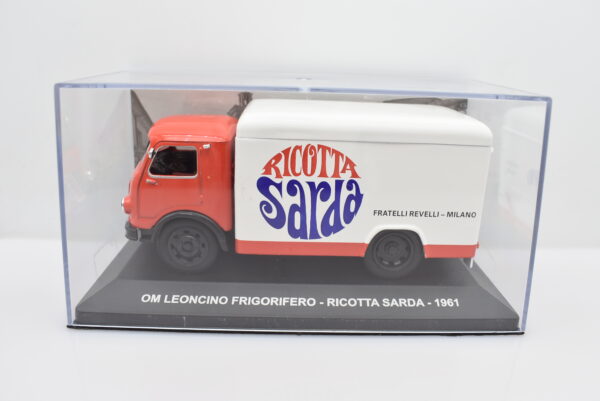 RICOTTA
Sarda
FRATELLI REVELLI – MILANO
OM LEONCINO FRIGORIFERO - RICOTTA SARDA - 1961